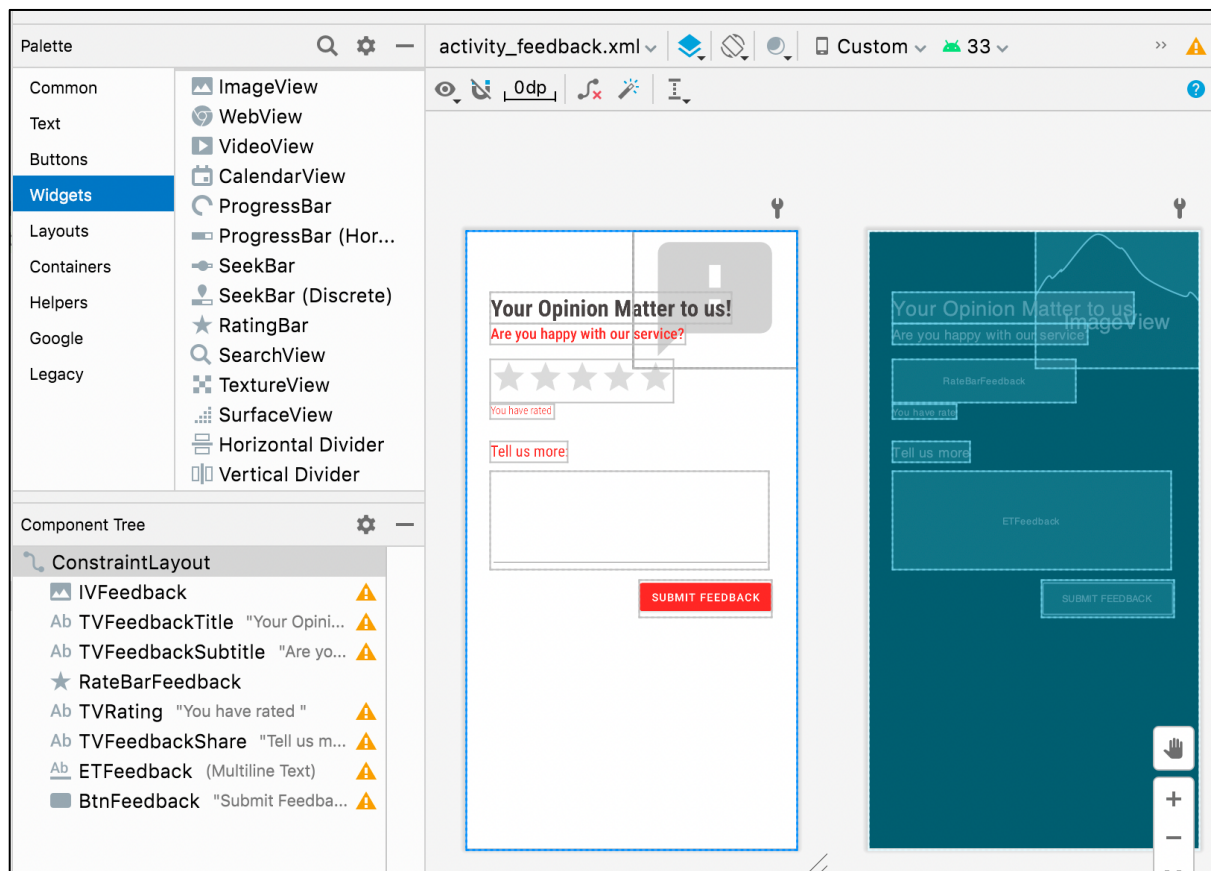 Palette
activity_feedback.xml
Custom
33
0dp
Common
Text
Buttons
Widgets
Layouts
Containers
Helpers
Google
Legacy
ImageView
WebView
VideoView
CalendarView
ProgressBar
ProgressBar (Hor...
SeekBar
SeekBar (Discrete)
RatingBar
SearchView
TextureView
SurfaceView
Horizontal Divider
Vertical Divider
Component Tree
ConstraintLayout
IVFeedback
Ab TVFeedbackTitle "Your Opini...
Ab TVFeedbackSubtitle "Are yo...
RateBarFeedback
Ab TVRating "You have rated "
Ab TVFeedbackShare "Tell us m...
Ab ETFeedback (Multiline Text)
BtnFeedback "Submit Feedba...
Your Opinion Matter to us!
Are you happy with our service?
You have rated
Tell us more:
SUBMIT FEEDBACK
Your Opinion Matter to us
ImageView
Are you happy with our service
RateBarFeedback
You have rate
Tell us more
ETFeedback
SUBMIT FEEDBACK